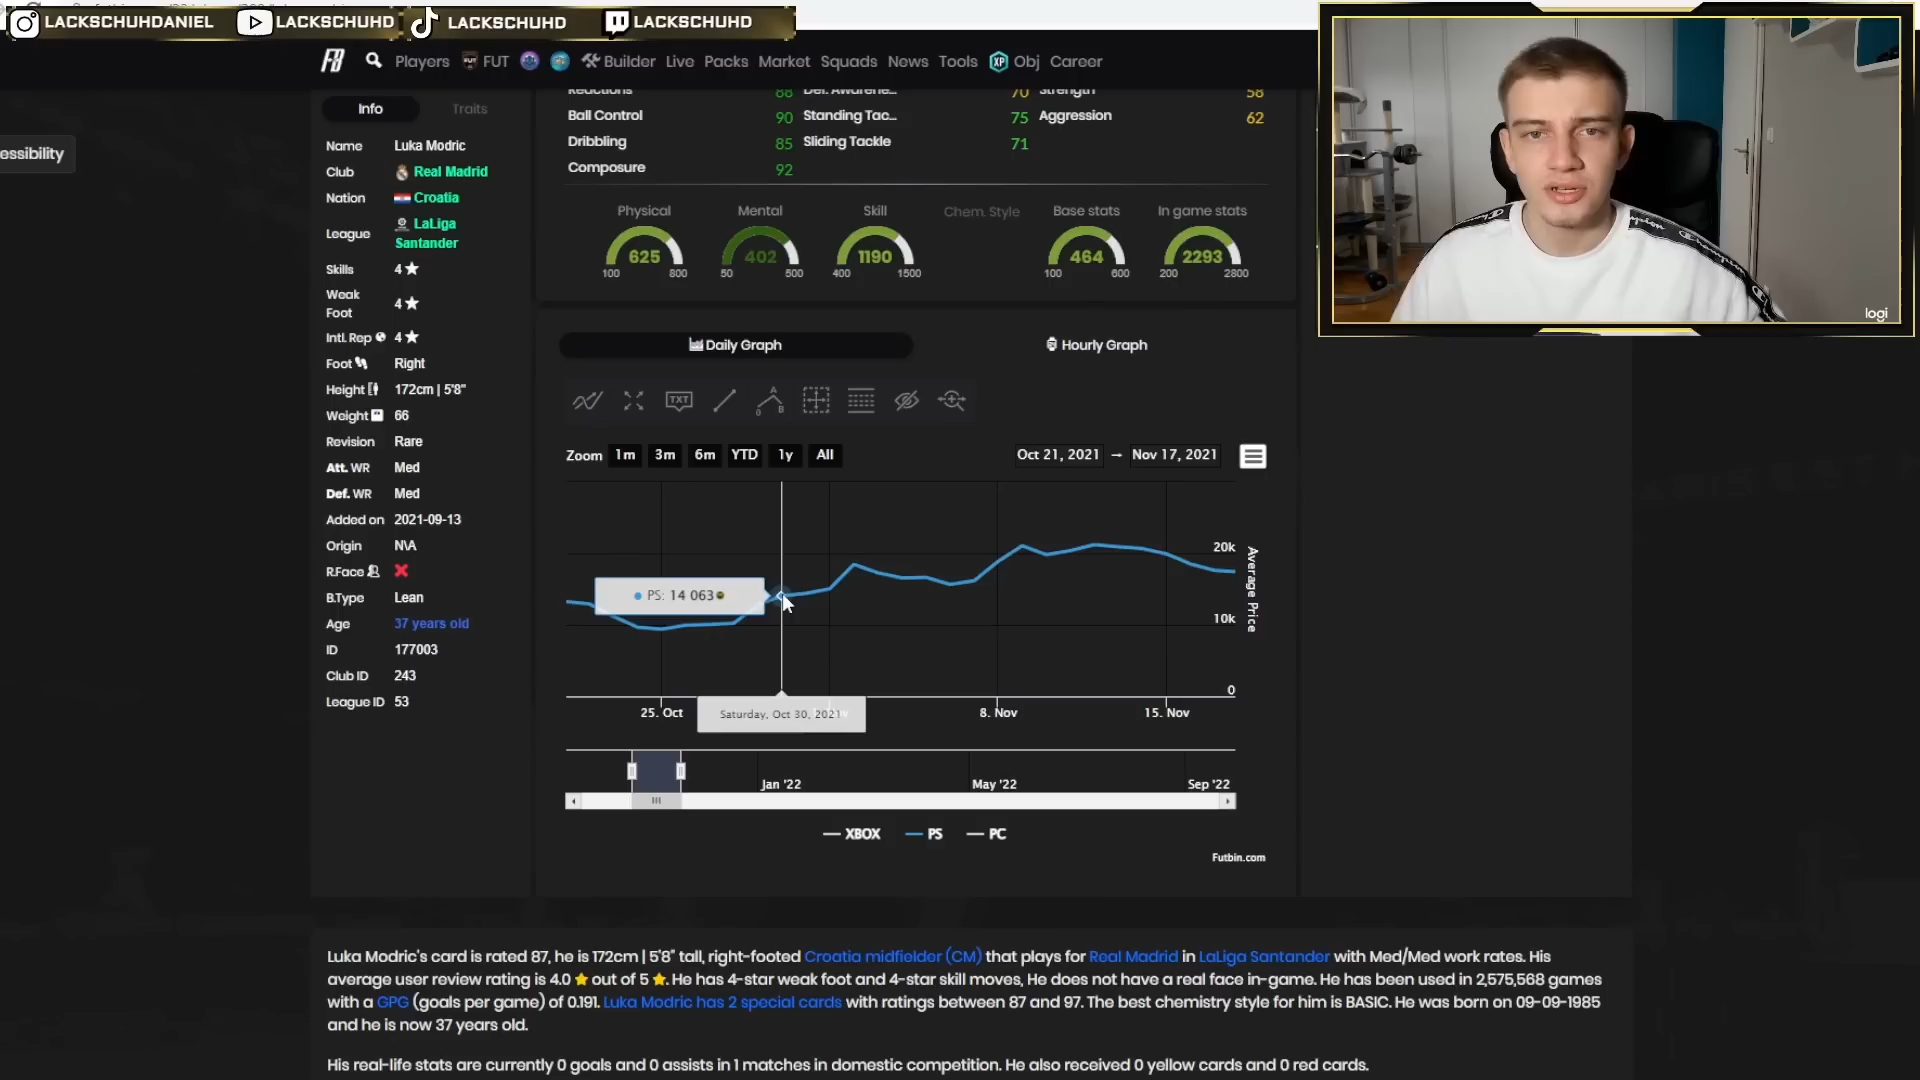 LACKSCHUHDANIEL LACKSCHUHD LACKSCHUHD LACKSCHUHD
Players FUT Builder Live Packs Market Squads News Tools XP Obj Career
Info Traits
essibility
Name Luka Modric
Club Real Madrid
Nation Croatia
League LaLiga
Santander
Skills 4
Weak
Foot 4
Intl. Rep 4
Foot Right
Height 172cm | 5'8"
Weight 66
Revision Rare
Att. WR Med
Def. WR Med
Added on 2021-09-13
Origin N\A
R.Face
B.Type Lean
Age 37 years old
ID 177003
Club ID 243
League ID 53
Reactions 88 Def. Awarene... 70 Strength 58
Ball Control 90 Standing Tac... 75 Aggression 62
Dribbling 85 Sliding Tackle 71
Composure 92
Physical Mental Skill Chem. Style Base stats In game stats
625 402 1190 464 2293
100 800 50 500 400 1500 100 600 200 2800
Daily Graph Hourly Graph
TXT A 0 B
Zoom 1m 3m 6m YTD 1y All Oct 21, 2021 → Nov 17, 2021
20k
PS: 14 063
10k
0
Average Price
25. Oct 8. Nov 15. Nov
Saturday, Oct 30, 2021
Jan '22 May '22 Sep '22
XBOX PS PC
Futbin.com
logi
Luka Modric's card is rated 87, he is 172cm | 5'8" tall, right-footed Croatia midfielder (CM) that plays for Real Madrid in LaLiga Santander with Med/Med work rates. His
average user review rating is 4.0 out of 5 . He has 4-star weak foot and 4-star skill moves, He does not have a real face in-game. He has been used in 2,575,568 games
with a GPG (goals per game) of 0.191. Luka Modric has 2 special cards with ratings between 87 and 97. The best chemistry style for him is BASIC. He was born on 09-09-1985
and he is now 37 years old.
His real-life stats are currently 0 goals and 0 assists in 1 matches in domestic competition. He also received 0 yellow cards and 0 red cards.